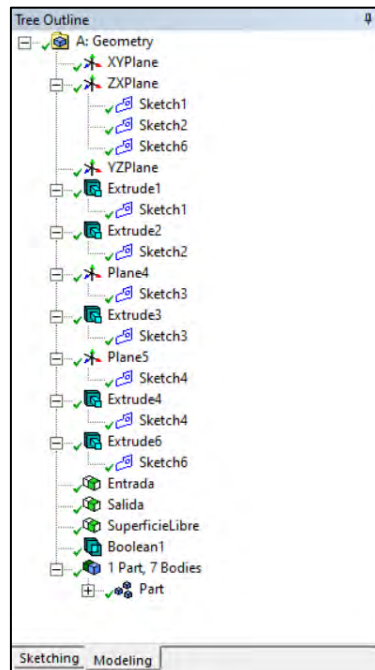 Tree Outline
A: Geometry
XYPlane
ZXPlane
Sketch1
Sketch2
Sketch6
YZPlane
Extrude1
Sketch1
Extrude2
Sketch2
Plane4
Sketch3
Extrude3
Sketch3
Plane5
Sketch4
Extrude4
Sketch4
Extrude6
Sketch6
Entrada
Salida
SuperficieLibre
Boolean1
1 Part, 7 Bodies
Part
Sketching Modeling